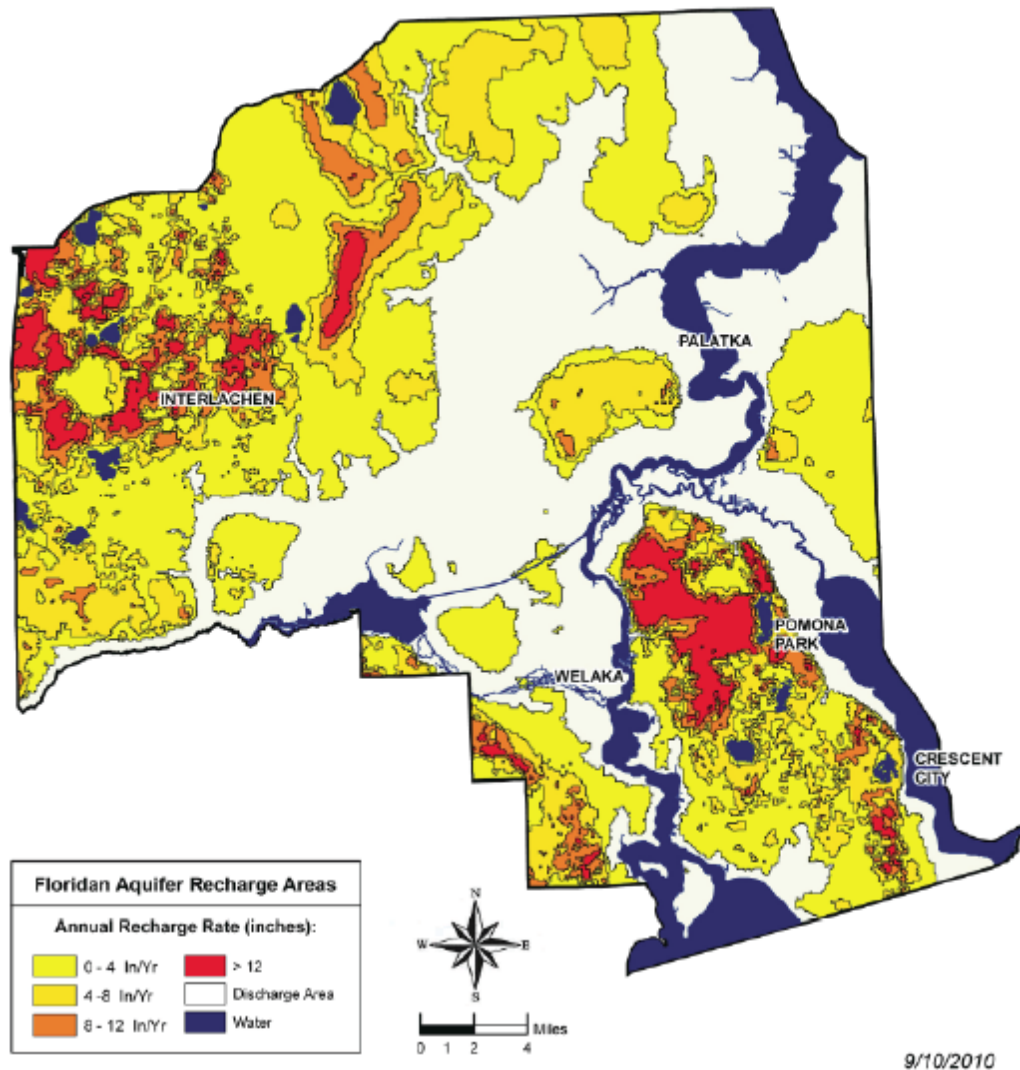 PALATKA
INTERLACHEN
POMONA
PARK
WELAKA
CRESCENT
CITY
Floridan Aquifer Recharge Areas
Annual Recharge Rate (inches):
0 - 4 In/Yr
> 12
4 -8 In/Yr
Discharge Area
8 - 12 In/Yr
Water
N
W
E
S
Miles
0 1 2 4
9/10/2010